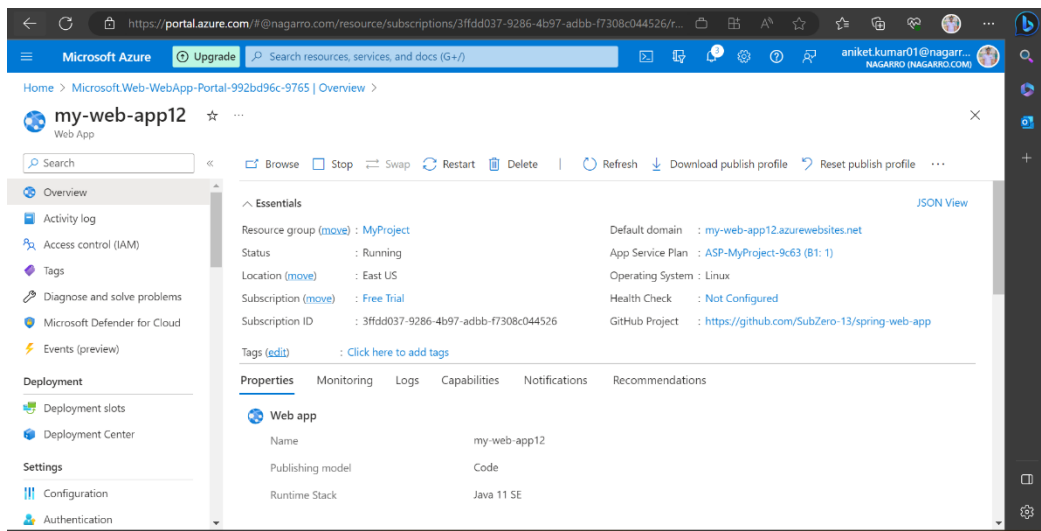 https://portal.azure.com/#@nagarro.com/resource/subscriptions/3ffdd037-9286-4b97-adbb-f7308c044526/r...
Microsoft Azure
Upgrade
Search resources, services, and docs (G+/)
3
aniket.kumar01@nagarr...
NAGARRO (NAGARRO.COM)
Home > Microsoft.Web-WebApp-Portal-992bd96c-9765 | Overview >
my-web-app12
Web App
Search
Browse Stop Swap Restart Delete | Refresh Download publish profile Reset publish profile ...
Overview
Activity log
Access control (IAM)
Tags
Diagnose and solve problems
Microsoft Defender for Cloud
Events (preview)
Deployment
Deployment slots
Deployment Center
Settings
Configuration
Authentication
Essentials
JSON View
Resource group (move) : MyProject
Status : Running
Location (move) : East US
Subscription (move) : Free Trial
Subscription ID : 3ffdd037-9286-4b97-adbb-f7308c044526
Default domain : my-web-app12.azurewebsites.net
App Service Plan : ASP-MyProject-9c63 (B1: 1)
Operating System : Linux
Health Check : Not Configured
GitHub Project : https://github.com/SubZero-13/spring-web-app
Tags (edit) : Click here to add tags
Properties Monitoring Logs Capabilities Notifications Recommendations
Web app
Name my-web-app12
Publishing model Code
Runtime Stack Java 11 SE